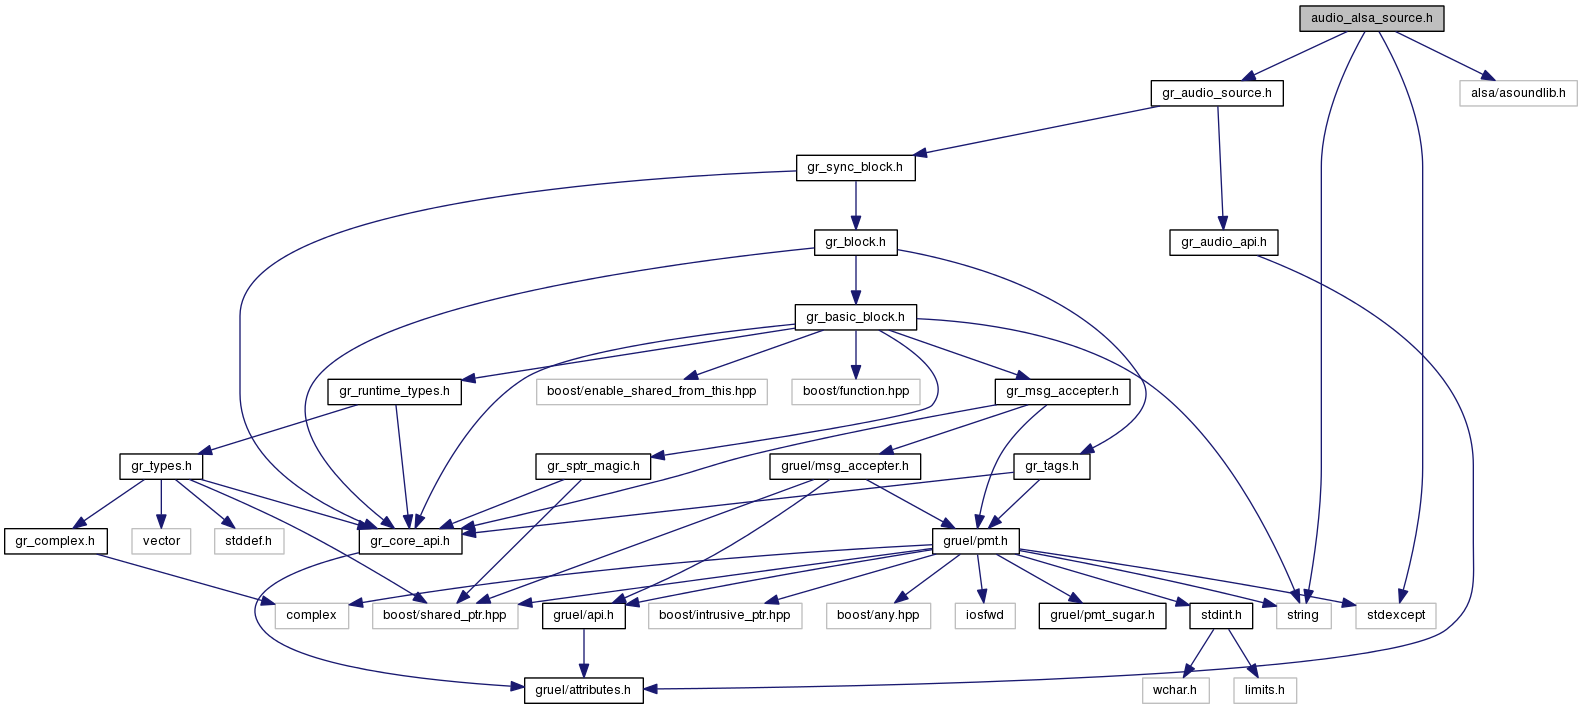 audio_alsa_source.h
gr_audio_source.h
alsa/asoundlib.h
gr_sync_block.h
gr_block.h
gr_audio_api.h
gr_basic_block.h
gr_runtime_types.h
boost/enable_shared_from_this.hpp
boost/function.hpp
gr_msg_accepter.h
gr_types.h
gr_sptr_magic.h
gruel/msg_accepter.h
gr_tags.h
gr_complex.h
vector
stddef.h
gr_core_api.h
gruel/pmt.h
complex
boost/shared_ptr.hpp
gruel/api.h
boost/intrusive_ptr.hpp
boost/any.hpp
iosfwd
gruel/pmt_sugar.h
stdint.h
string
stdexcept
gruel/attributes.h
wchar.h
limits.h